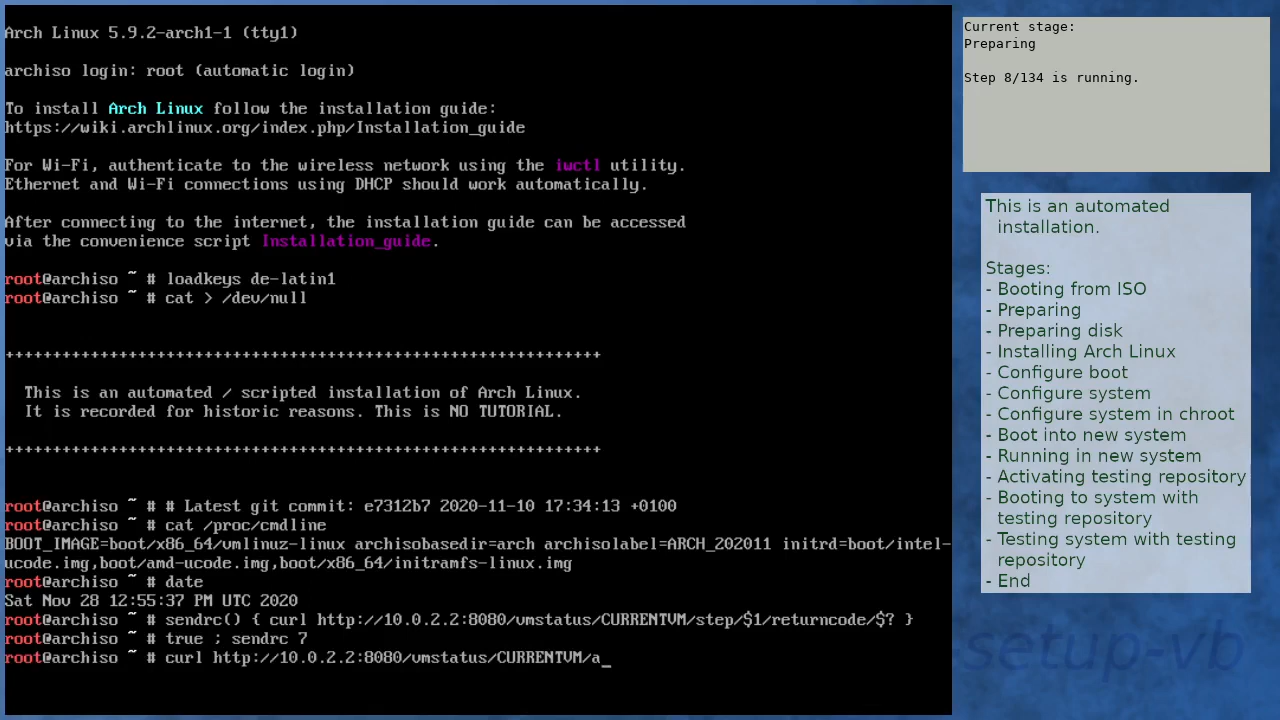 Arch Linux 5.9.2-arch1-1 (tty1)
archiso login: root (automatic login)
To install Arch Linux follow the installation guide:
https://wiki.archlinux.org/index.php/Installation_guide
For Wi-Fi, authenticate to the wireless network using the iwctl utility.
Ethernet and Wi-Fi connections using DHCP should work automatically.
After connecting to the internet, the installation guide can be accessed
via the convenience script Installation_guide.
root@archiso ~ # loadkeys de-latin1
root@archiso ~ # cat > /dev/null
+++++++++++++++++++++++++++++++++++++++++++++++++++++++++++++++
This is an automated / scripted installation of Arch Linux.
It is recorded for historic reasons. This is NO TUTORIAL.
+++++++++++++++++++++++++++++++++++++++++++++++++++++++++++++++
root@archiso ~ # # Latest git commit: e7312b7 2020-11-10 17:34:13 +0100
root@archiso ~ # cat /proc/cmdline
BOOT_IMAGE=boot/x86_64/vmlinuz-linux archisobasedir=arch archisolabel=ARCH_202011 initrd=boot/intel-
ucode.img,boot/amd-ucode.img,boot/x86_64/initramfs-linux.img
root@archiso ~ # date
Sat Nov 28 12:55:37 PM UTC 2020
root@archiso ~ # sendrc() { curl http://10.0.2.2:8080/vmstatus/CURRENTVM/step/$1/returncode/$? }
root@archiso ~ # true ; sendrc 7
root@archiso ~ # curl http://10.0.2.2:8080/vmstatus/CURRENTVM/a_
Current stage:
Preparing
Step 8/134 is running.
This is an automated
installation.
Stages:
- Booting from ISO
- Preparing
- Preparing disk
- Installing Arch Linux
- Configure boot
- Configure system
- Configure system in chroot
- Boot into new system
- Running in new system
- Activating testing repository
- Booting to system with
testing repository
- Testing system with testing
repository
- End
-setup-vb